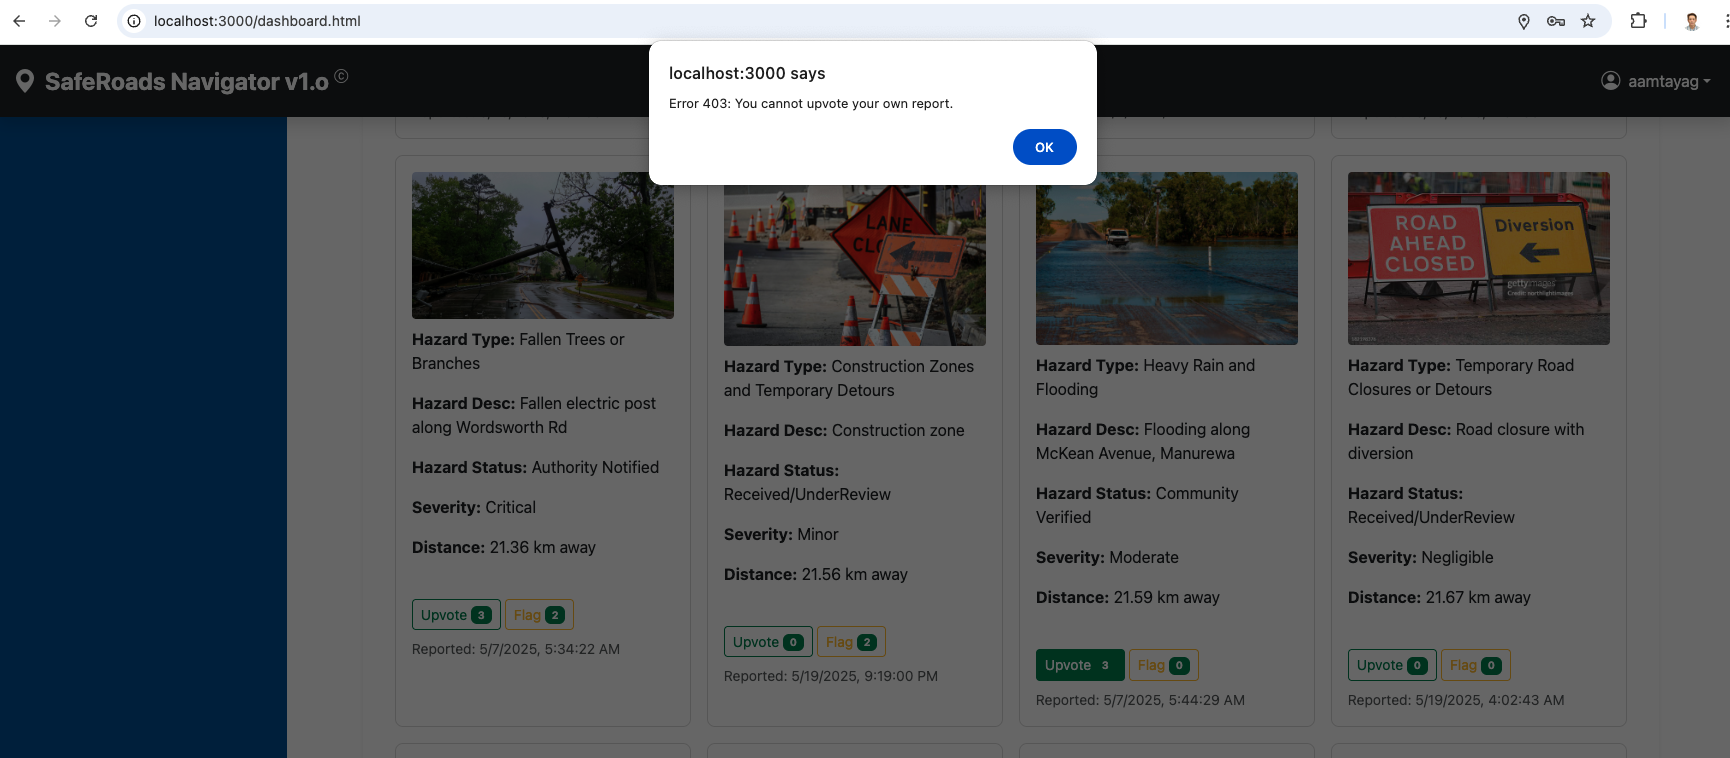 localhost:3000/dashboard.html
SafeRoads Navigator v1.o ©
aamtayag
localhost:3000 says
Error 403: You cannot upvote your own report.
OK
Hazard Type: Fallen Trees or
Branches
Hazard Desc: Fallen electric post
along Wordsworth Rd
Hazard Status: Authority Notified
Severity: Critical
Distance: 21.36 km away
Upvote 3 Flag 2
Reported: 5/7/2025, 5:34:22 AM
LANE
Hazard Type: Construction Zones
and Temporary Detours
Hazard Desc: Construction zone
Hazard Status:
Received/UnderReview
Severity: Minor
Distance: 21.56 km away
Upvote 0 Flag 2
Reported: 5/19/2025, 9:19:00 PM
Hazard Type: Heavy Rain and
Flooding
Hazard Desc: Flooding along
McKean Avenue, Manurewa
Hazard Status: Community
Verified
Severity: Moderate
Distance: 21.59 km away
Upvote 3 Flag 0
Reported: 5/7/2025, 5:44:29 AM
ROAD
AHEAD
CLOSED
Diversion
gettyimages
Credit: northlightimages
Hazard Type: Temporary Road
Closures or Detours
Hazard Desc: Road closure with
diversion
Hazard Status:
Received/UnderReview
Severity: Negligible
Distance: 21.67 km away
Upvote 0 Flag 0
Reported: 5/19/2025, 4:02:43 AM